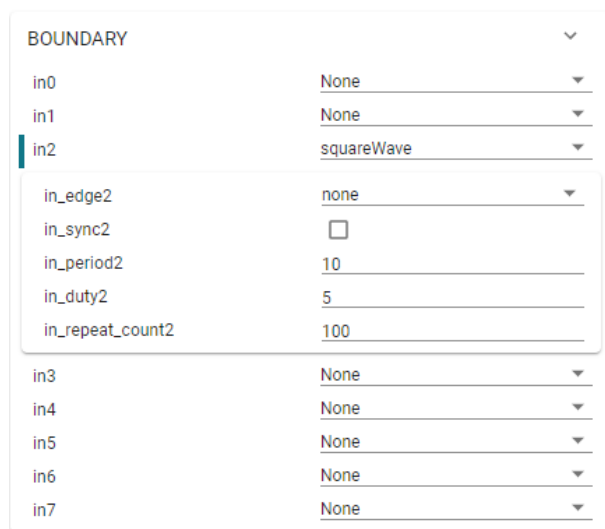 BOUNDARY
in0 None
in1 None
in2 squareWave
in_edge2 none
in_sync2
in_period2 10
in_duty2 5
in_repeat_count2 100
in3 None
in4 None
in5 None
in6 None
in7 None